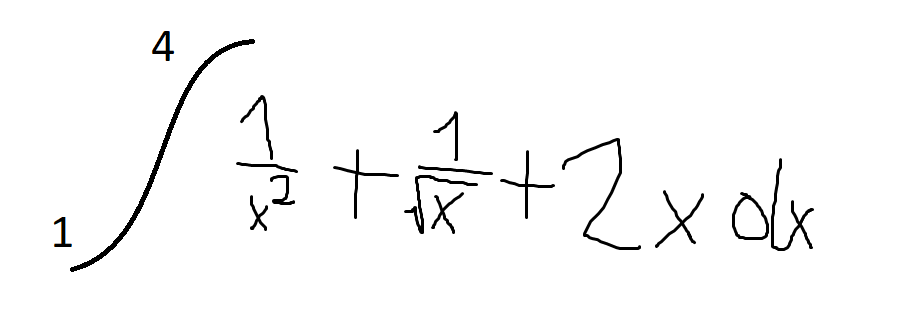 ∫₁⁴ 1/x² + 1/√x + 2x dx